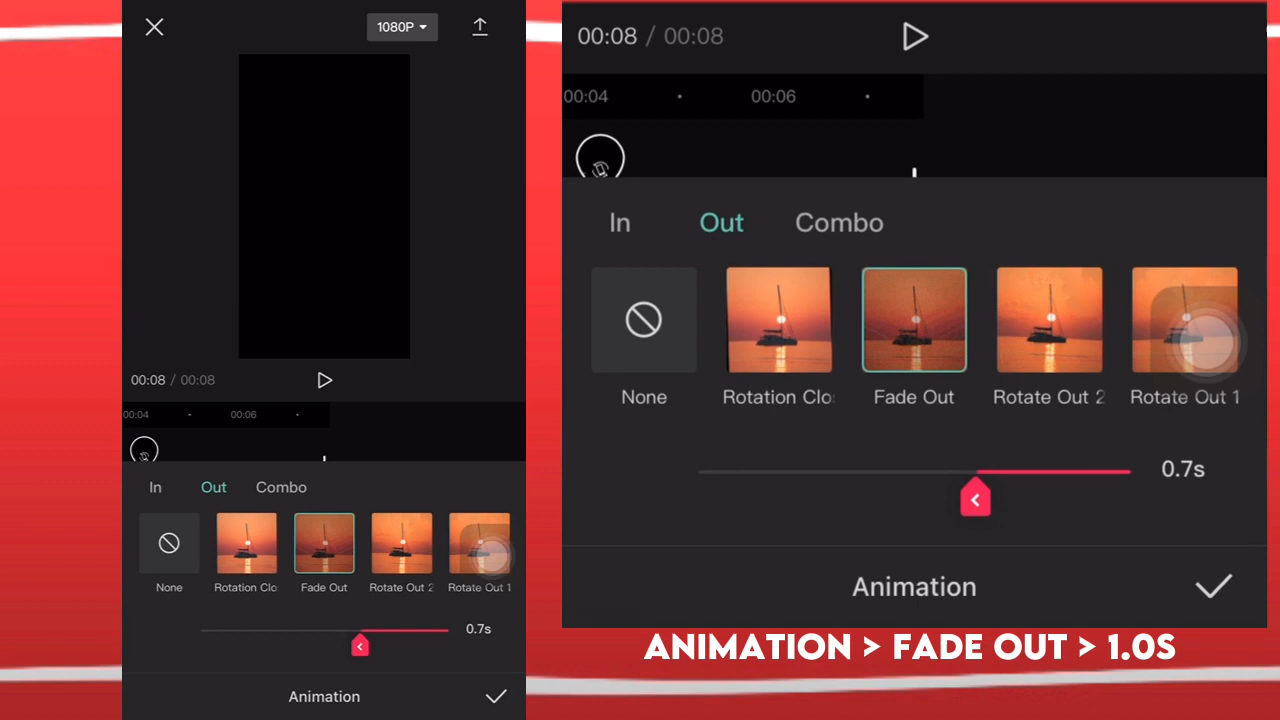 1080P
00:08 / 00:08
00:04 00:06
In Out Combo
None Rotation Clo Fade Out Rotate Out 2 Rotate Out 1
0.7s
Animation
00:08 / 00:08
00:04 00:06
In Out Combo
None Rotation Clo Fade Out Rotate Out 2 Rotate Out 1
0.7s
Animation
ANIMATION > FADE OUT > 1.0S